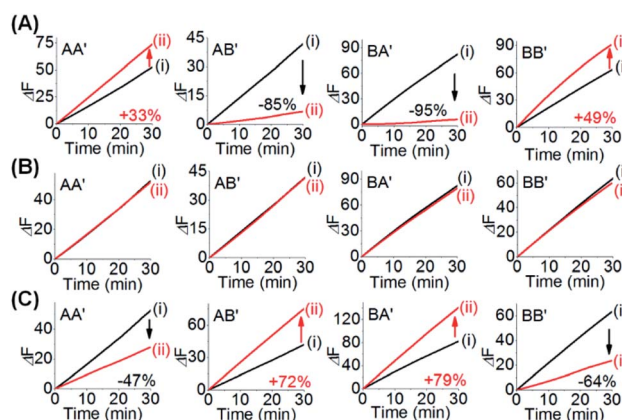 (A)
AA'
(ii)
(i)
+33%
75
50
25
0
ΔF
0 10 20 30
Time (min)
AB'
(i)
(ii)
-85%
45
30
15
0
ΔF
0 10 20 30
Time (min)
BA'
(i)
(ii)
-95%
90
60
30
0
ΔF
0 10 20 30
Time (min)
BB'
(i
(i
+49%
90
60
30
0
ΔF
0 10 20 30
Time (min)
(B)
AA'
(i)
(ii)
40
20
0
ΔF
0 10 20 30
Time (min)
AB'
(i)
(ii)
45
30
15
0
ΔF
0 10 20 30
Time (min)
BA'
(i)
(ii)
90
60
30
0
ΔF
0 10 20 30
Time (min)
BB'
(i
(i
60
40
20
0
ΔF
0 10 20 30
Time (min)
(C)
AA'
(i)
(ii)
-47%
40
20
0
ΔF
0 10 20 30
Time (min)
AB'
(ii)
(i)
+72%
60
30
0
ΔF
0 10 20 30
Time (min)
BA'
(ii)
(i)
+79%
120
80
40
0
ΔF
0 10 20 30
Time (min)
BB'
(i
(i
-64%
60
40
20
0
ΔF
0 10 20 30
Time (min)